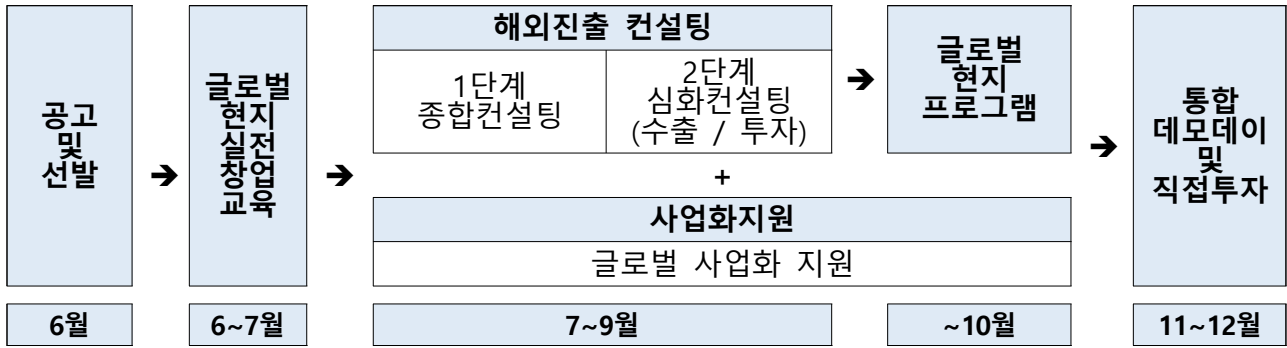 공고
및
선발
➔
글로벌
현지
실전
창업
교육
➔
해외진출 컨설팅
1단계
종합컨설팅
2단계
심화컨설팅
(수출 / 투자)
➔
글로벌
현지
프로그램
+
사업화지원
글로벌 사업화 지원
➔
통합
데모데이
및
직접투자
6월
6~7월
7~9월
~10월
11~12월